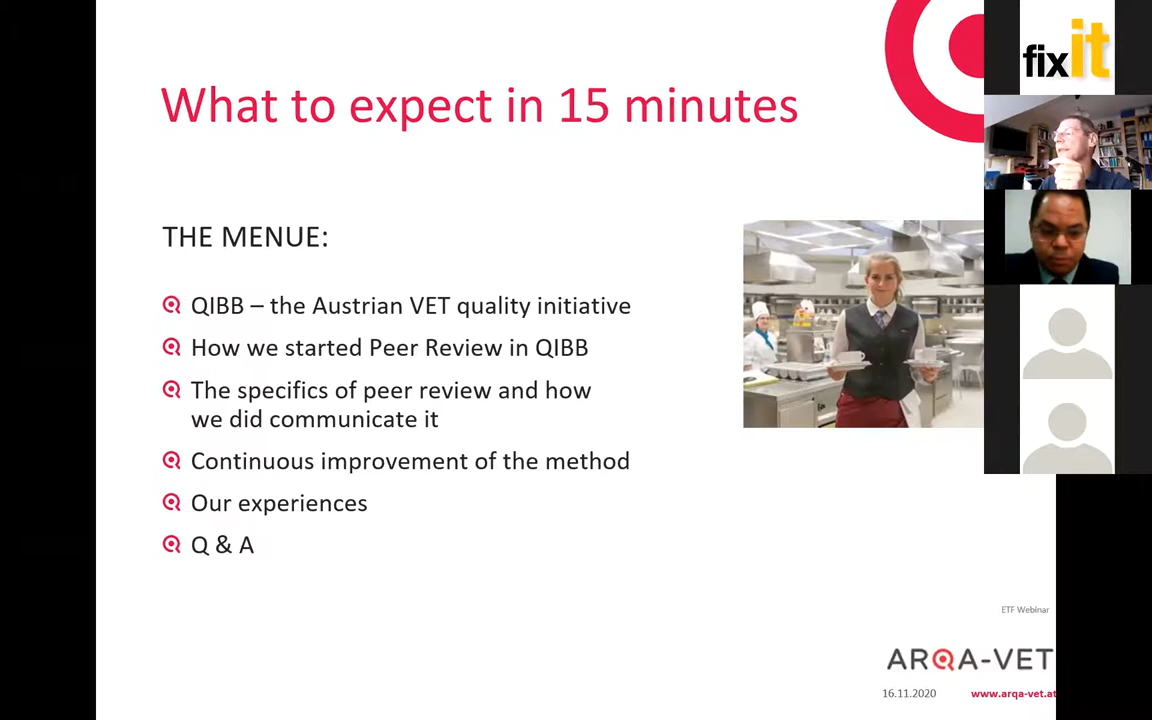 What to expect in 15 minutes
THE MENUE:
QIBB – the Austrian VET quality initiative
How we started Peer Review in QIBB
The specifics of peer review and how
we did communicate it
Continuous improvement of the method
Our experiences
Q & A
fixit
ETF Webinar
ARQA-VET
16.11.2020 www.arqa-vet.at